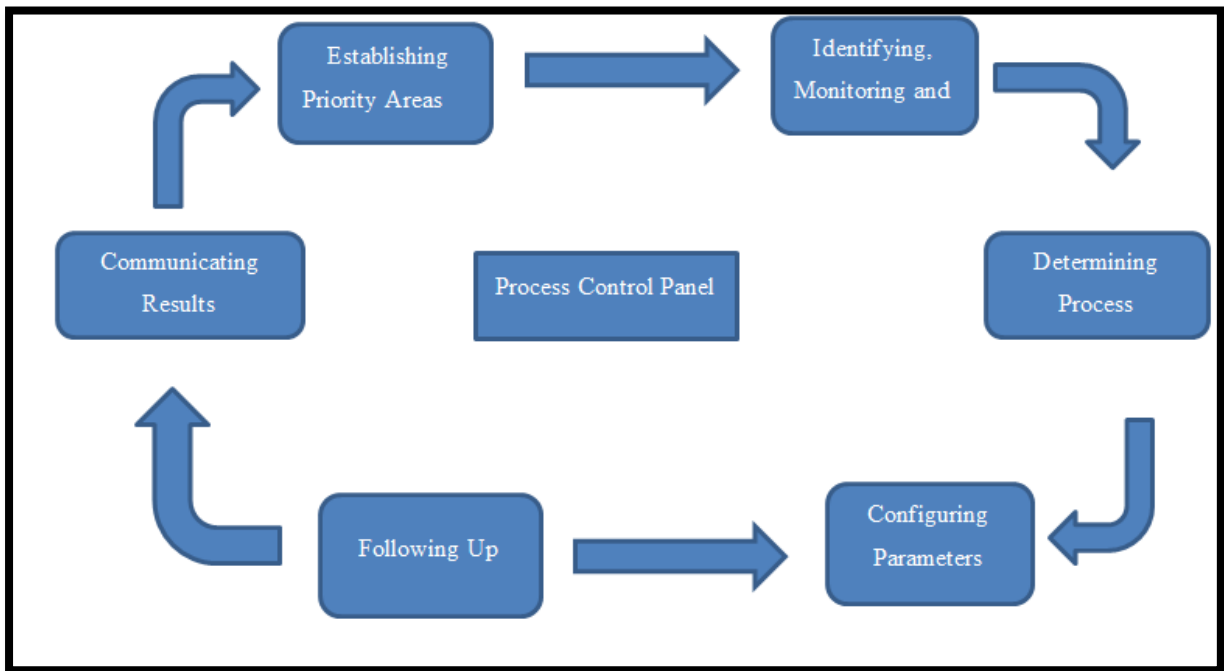 Establishing
Priority Areas
Identifying,
Monitoring and
Communicating
Results
Process Control Panel
Determining
Process
Following Up
Configuring
Parameters